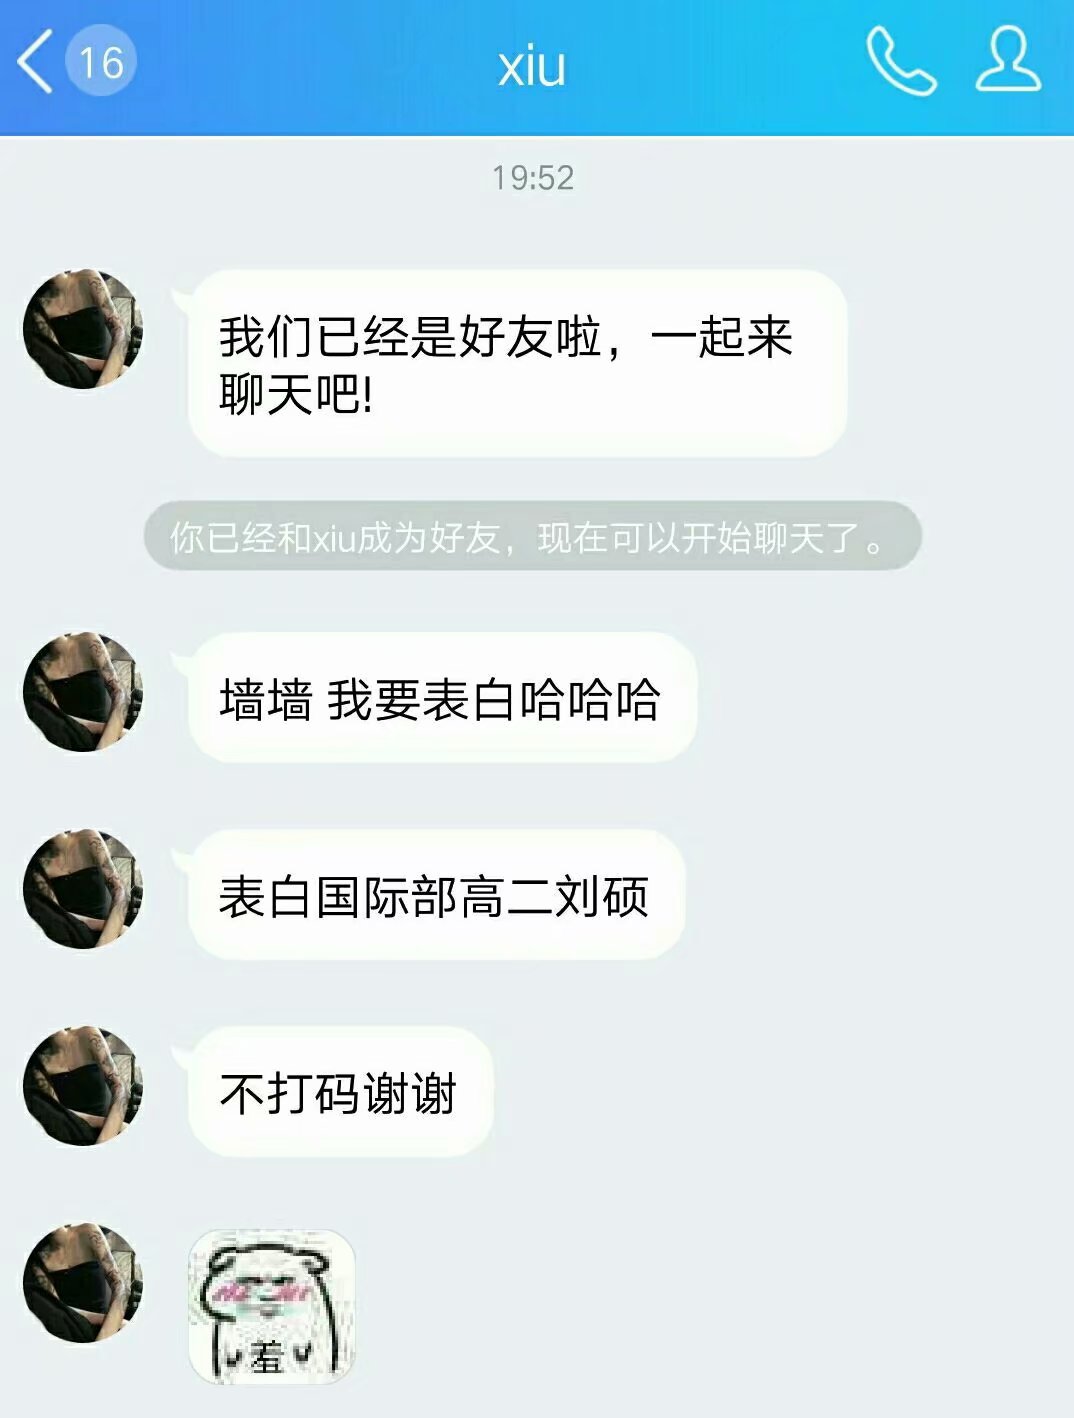 16
xiu
19:52
我们已经是好友啦，一起来
聊天吧!
你已经和xiu成为好友，现在可以开始聊天了。
墙墙 我要表白哈哈哈
表白国际部高二刘硕
不打码谢谢
羞